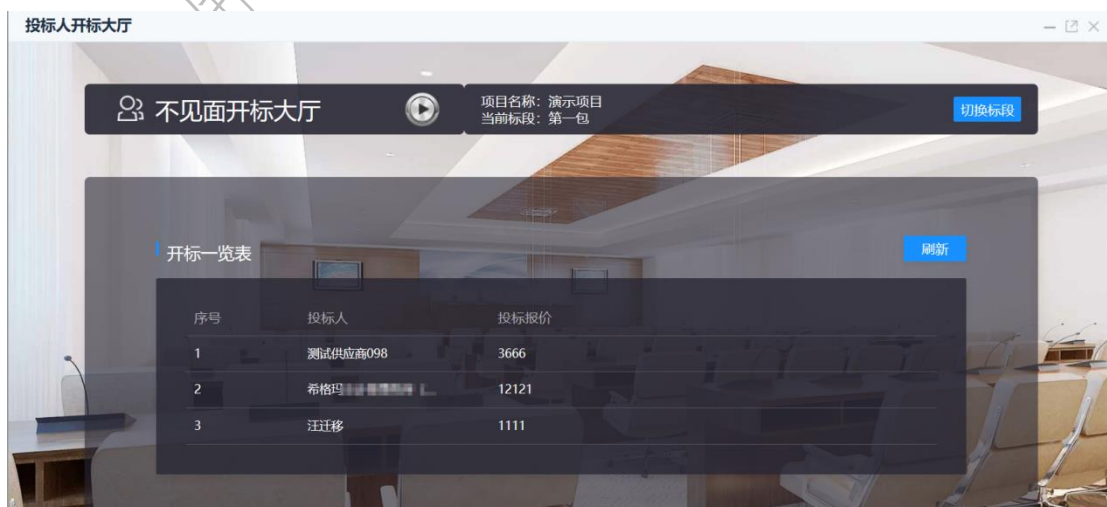 投标人开标大厅
不见面开标大厅
项目名称：演示项目
当前标段：第一包
切换标段
开标一览表
刷新
序号 投标人 投标报价
1 测试供应商098 3666
2 希格玛 12121
3 汪迁移 1111